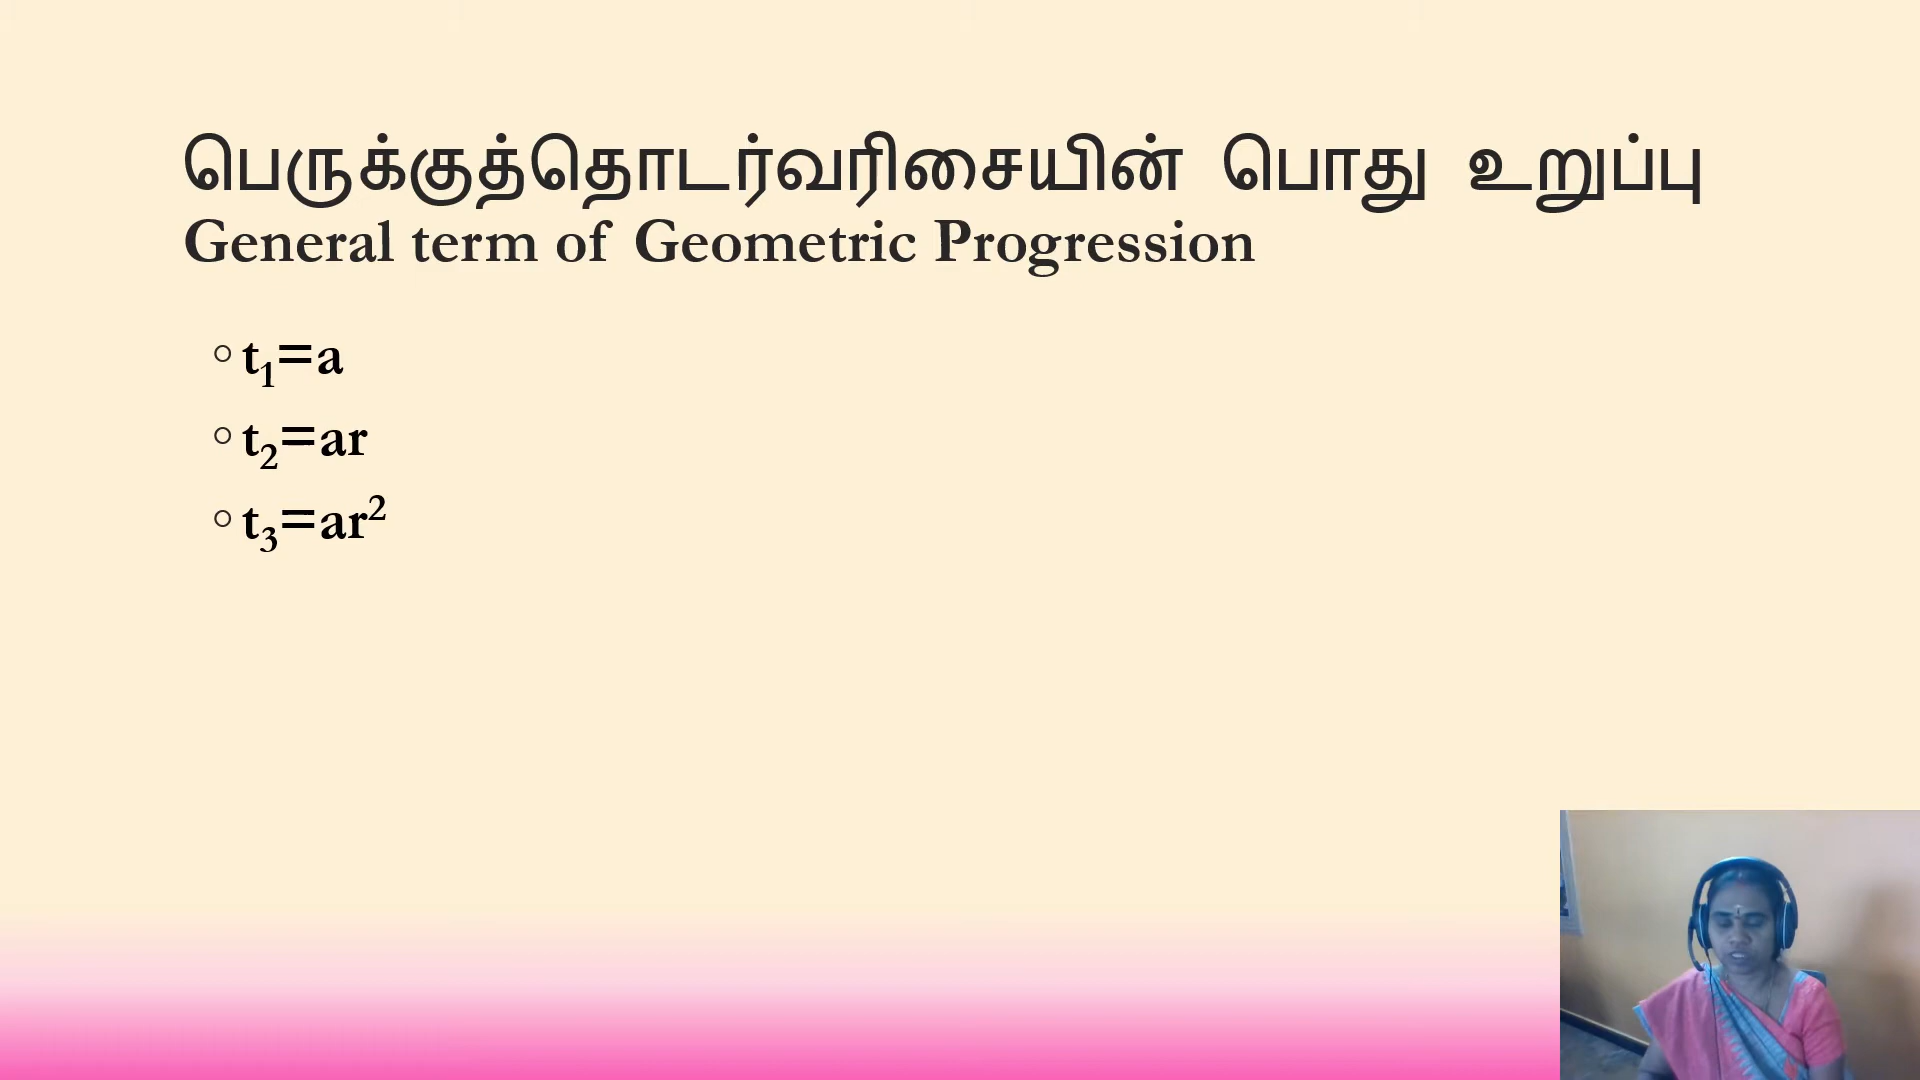 பெருக்குத்தொடர்வரிசையின் பொது உறுப்பு
General term of Geometric Progression
◦ t₁=a
◦ t₂=ar
◦ t₃=ar²